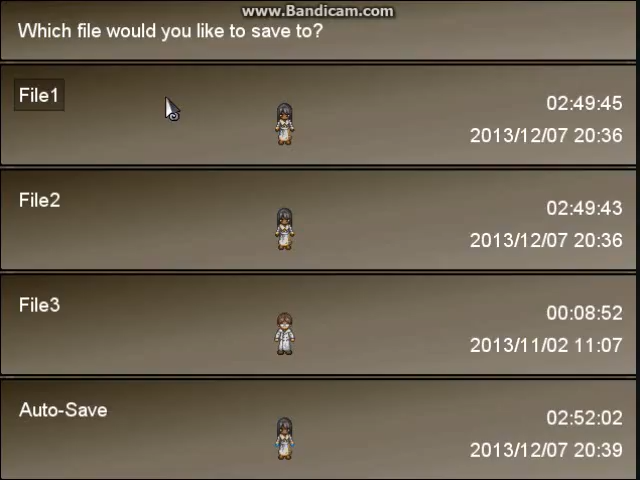 www.Bandicam.com
Which file would you like to save to?
File1
02:49:45
2013/12/07 20:36
File2
02:49:43
2013/12/07 20:36
File3
00:08:52
2013/11/02 11:07
Auto-Save
02:52:02
2013/12/07 20:39